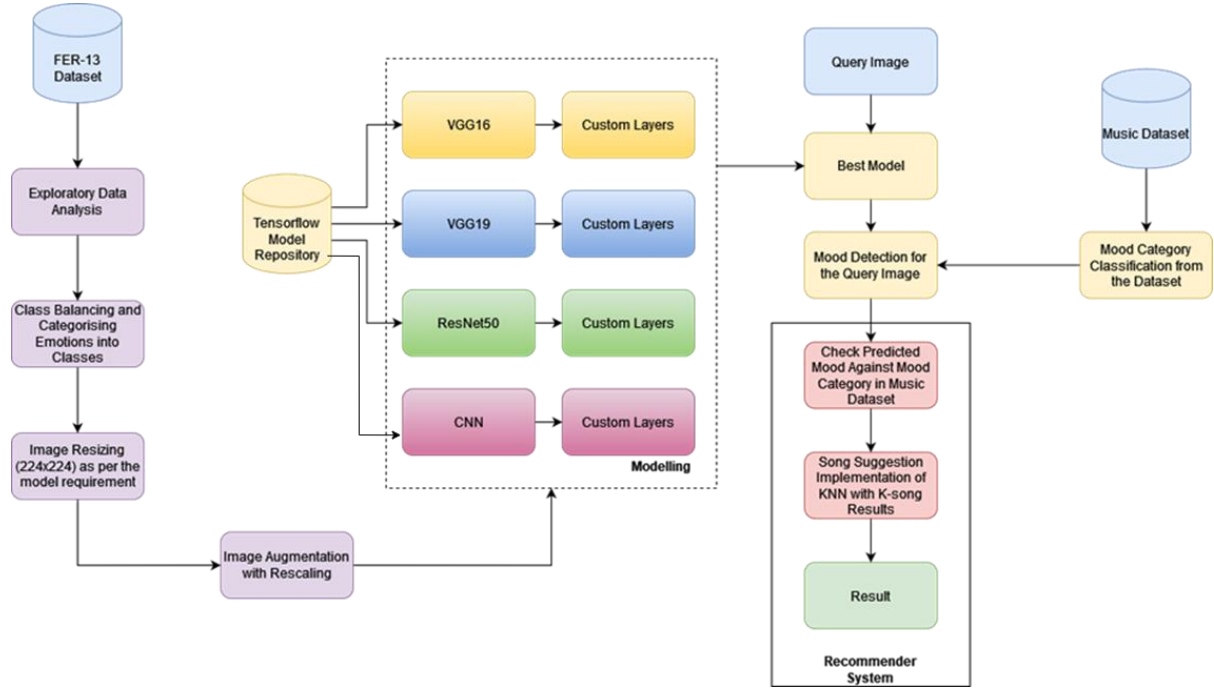 FER-13
Dataset
Exploratory Data
Analysis
Class Balancing and
Categorising
Emotions into
Classes
Image Resizing
(224x224) as per the
model requirement
Image Augmentation
with Rescaling
Tensorflow
Model
Repository
VGG16
Custom Layers
VGG19
Custom Layers
ResNet50
Custom Layers
CNN
Custom Layers
Modelling
Query Image
Best Model
Mood Detection for
the Query Image
Music Dataset
Mood Category
Classification from
the Dataset
Check Predicted
Mood Against Mood
Category in Music
Dataset
Song Suggestion
Implementation of
KNN with K-song
Results
Result
Recommender
System